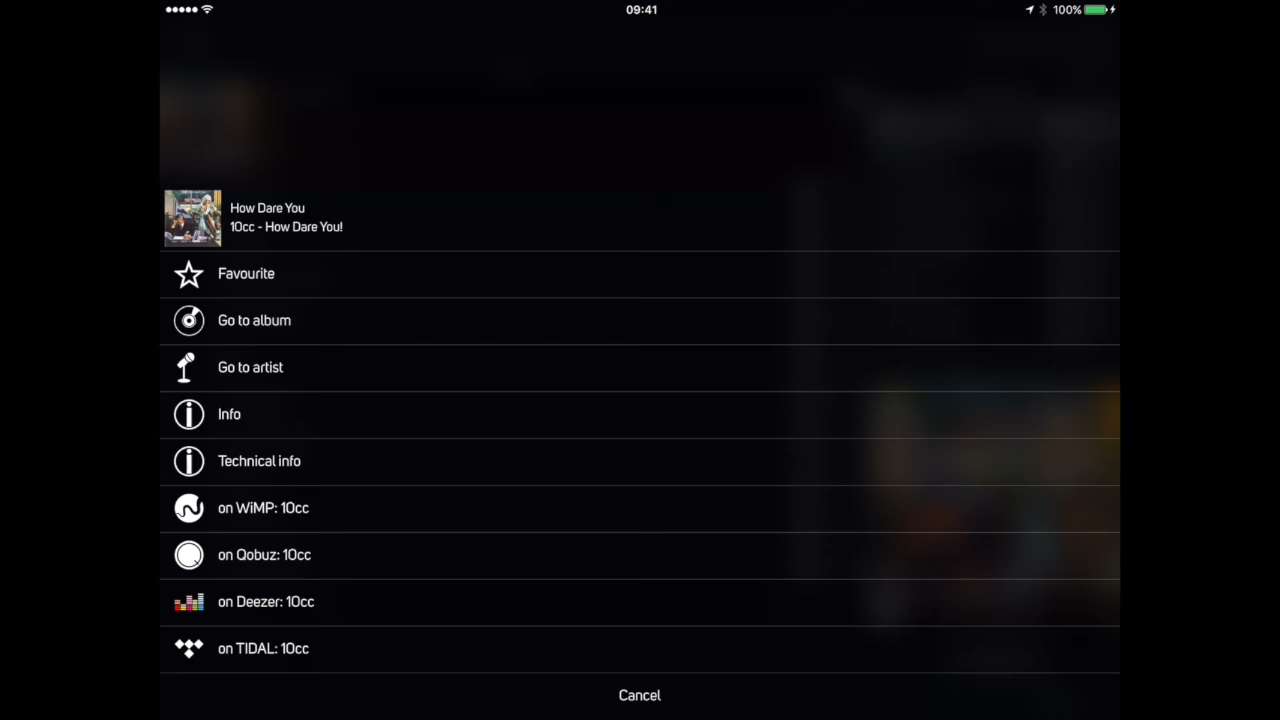 09:41
100%
How Dare You
10cc - How Dare You!
Favourite
Go to album
Go to artist
Info
Technical info
on WiMP: 10cc
on Qobuz: 10cc
on Deezer: 10cc
on TIDAL: 10cc
Cancel